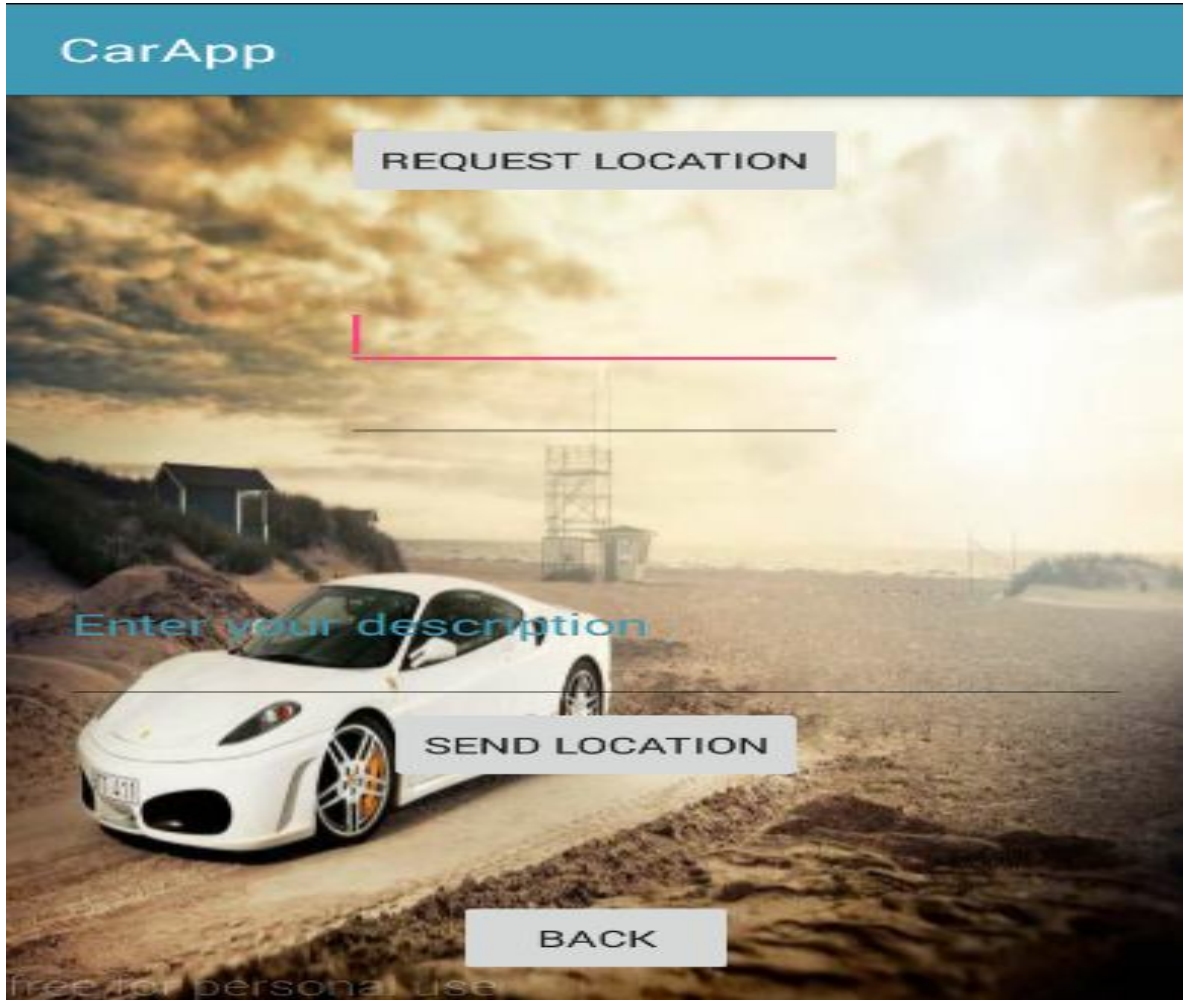 CarApp
REQUEST LOCATION
Enter your description
SEND LOCATION
BACK
free for personal use